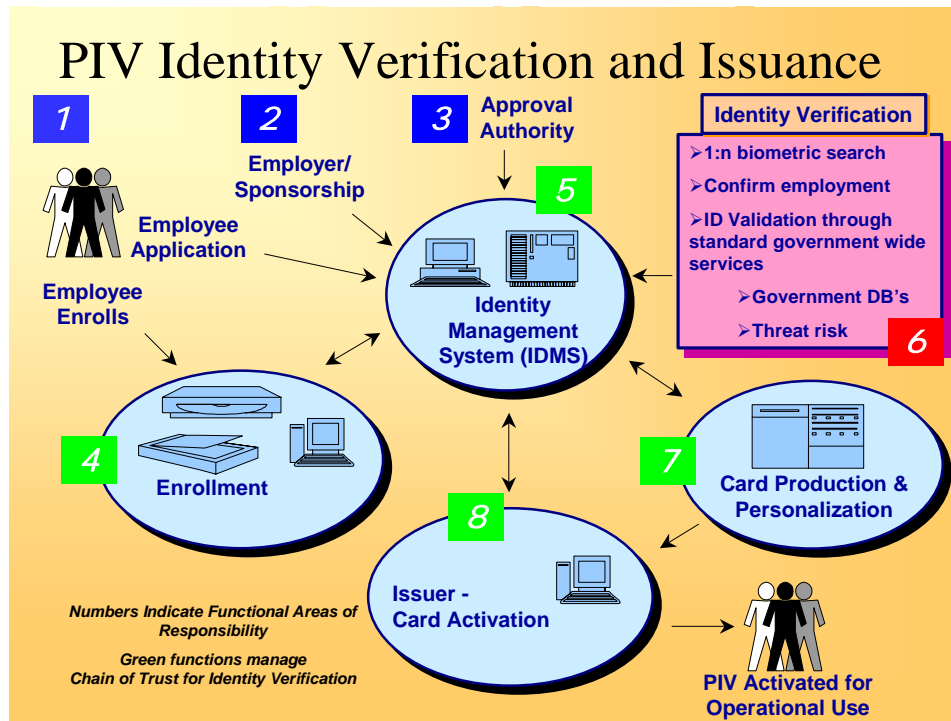 PIV Identity Verification and Issuance
1
2
3
Approval
Authority
Employer/
Sponsorship
Employee
Application
Employee
Enrolls
Identity Verification
➢1:n biometric search
➢Confirm employment
➢ID Validation through
standard government wide
services
➢Government DB's
➢Threat risk
6
5
Identity
Management
System (IDMS)
4
Enrollment
7
Card Production &
Personalization
8
Issuer -
Card Activation
Numbers Indicate Functional Areas of
Responsibility
Green functions manage
Chain of Trust for Identity Verification
PIV Activated for
Operational Use